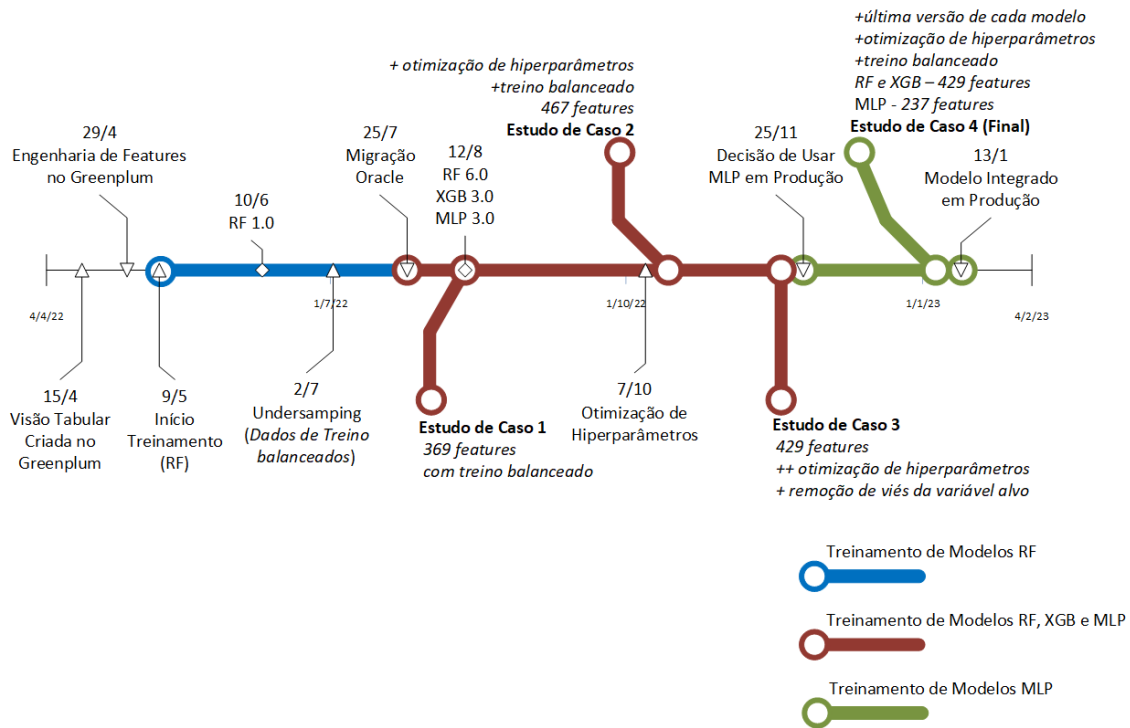 +última versão de cada modelo
+otimização de hiperparâmetros
+treino balanceado
RF e XGB – 429 features
MLP - 237 features
Estudo de Caso 4 (Final)
+ otimização de hiperparâmetros
+treino balanceado
467 features
Estudo de Caso 2
29/4
Engenharia de Features
no Greenplum
10/6
RF 1.0
25/7
Migração
Oracle
12/8
RF 6.0
XGB 3.0
MLP 3.0
25/11
Decisão de Usar
MLP em Produção
13/1
Modelo Integrado
em Produção
4/4/22
1/7/22
1/10/22
1/1/23
4/2/23
15/4
Visão Tabular
Criada no
Greenplum
9/5
Início
Treinamento
(RF)
2/7
Undersamping
(Dados de Treino
balanceados)
Estudo de Caso 1
369 features
com treino balanceado
7/10
Otimização de
Hiperparâmetros
Estudo de Caso 3
429 features
++ otimização de hiperparâmetros
+ remoção de viés da variável alvo
Treinamento de Modelos RF
Treinamento de Modelos RF, XGB e MLP
Treinamento de Modelos MLP